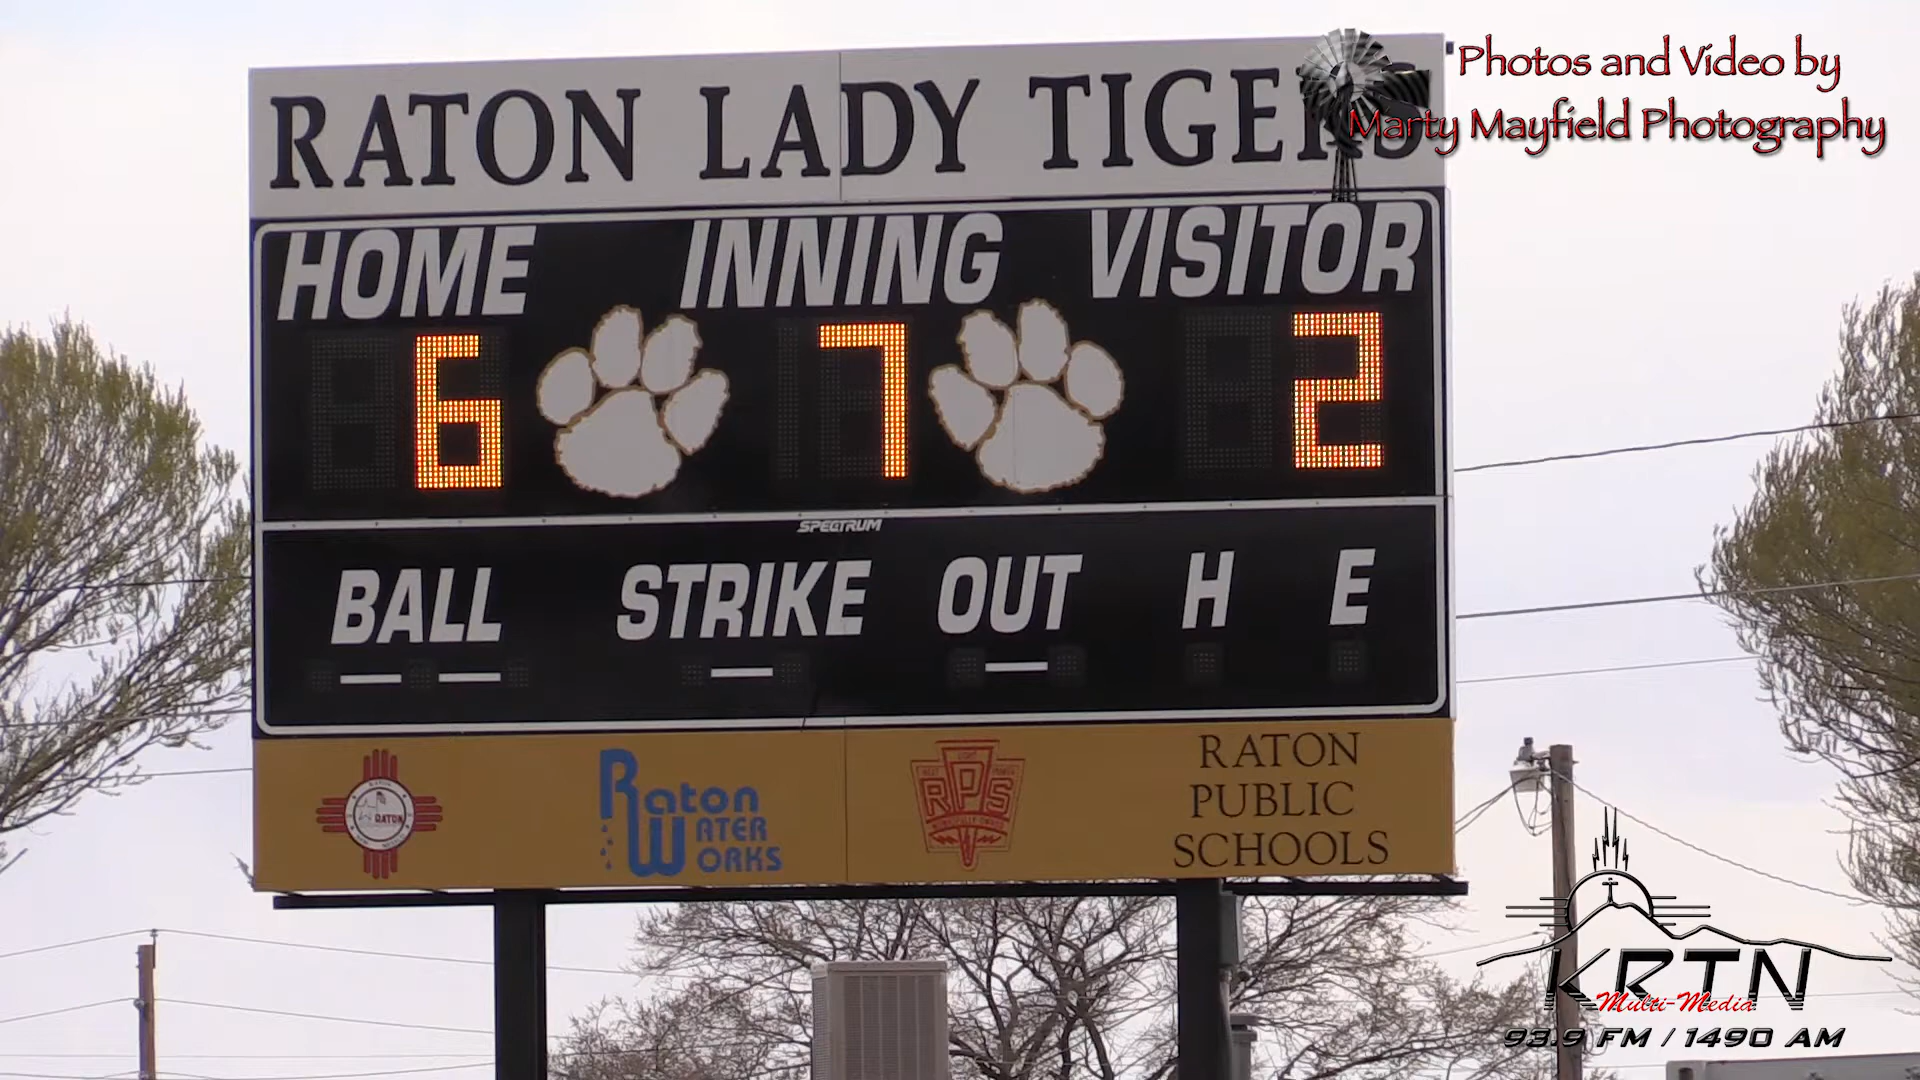 Photos and Video by
Marty Mayfield Photography
RATON LADY TIGERS
HOME INNING VISITOR
6 7 2
SPECTRUM
BALL STRIKE OUT H E
RATON
Raton
Water
Works
RPS
RATON
PUBLIC
SCHOOLS
KRTN
Multi-Media
93.9 FM / 1490 AM